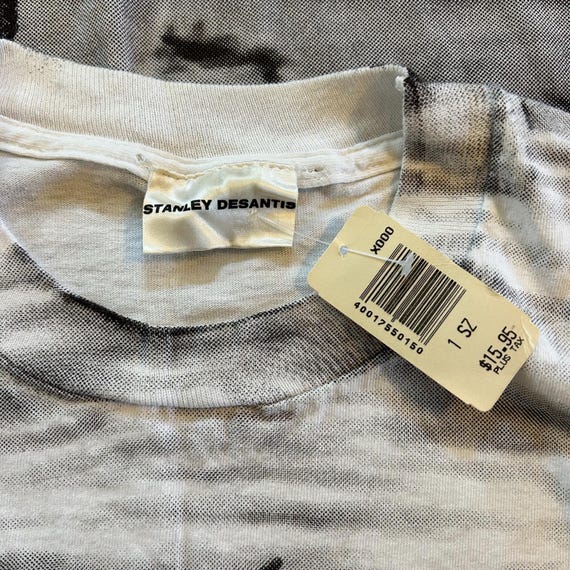 STANLEY DESANTIS
X000
40017550150
1 SZ
$15.95
PLUS TAX